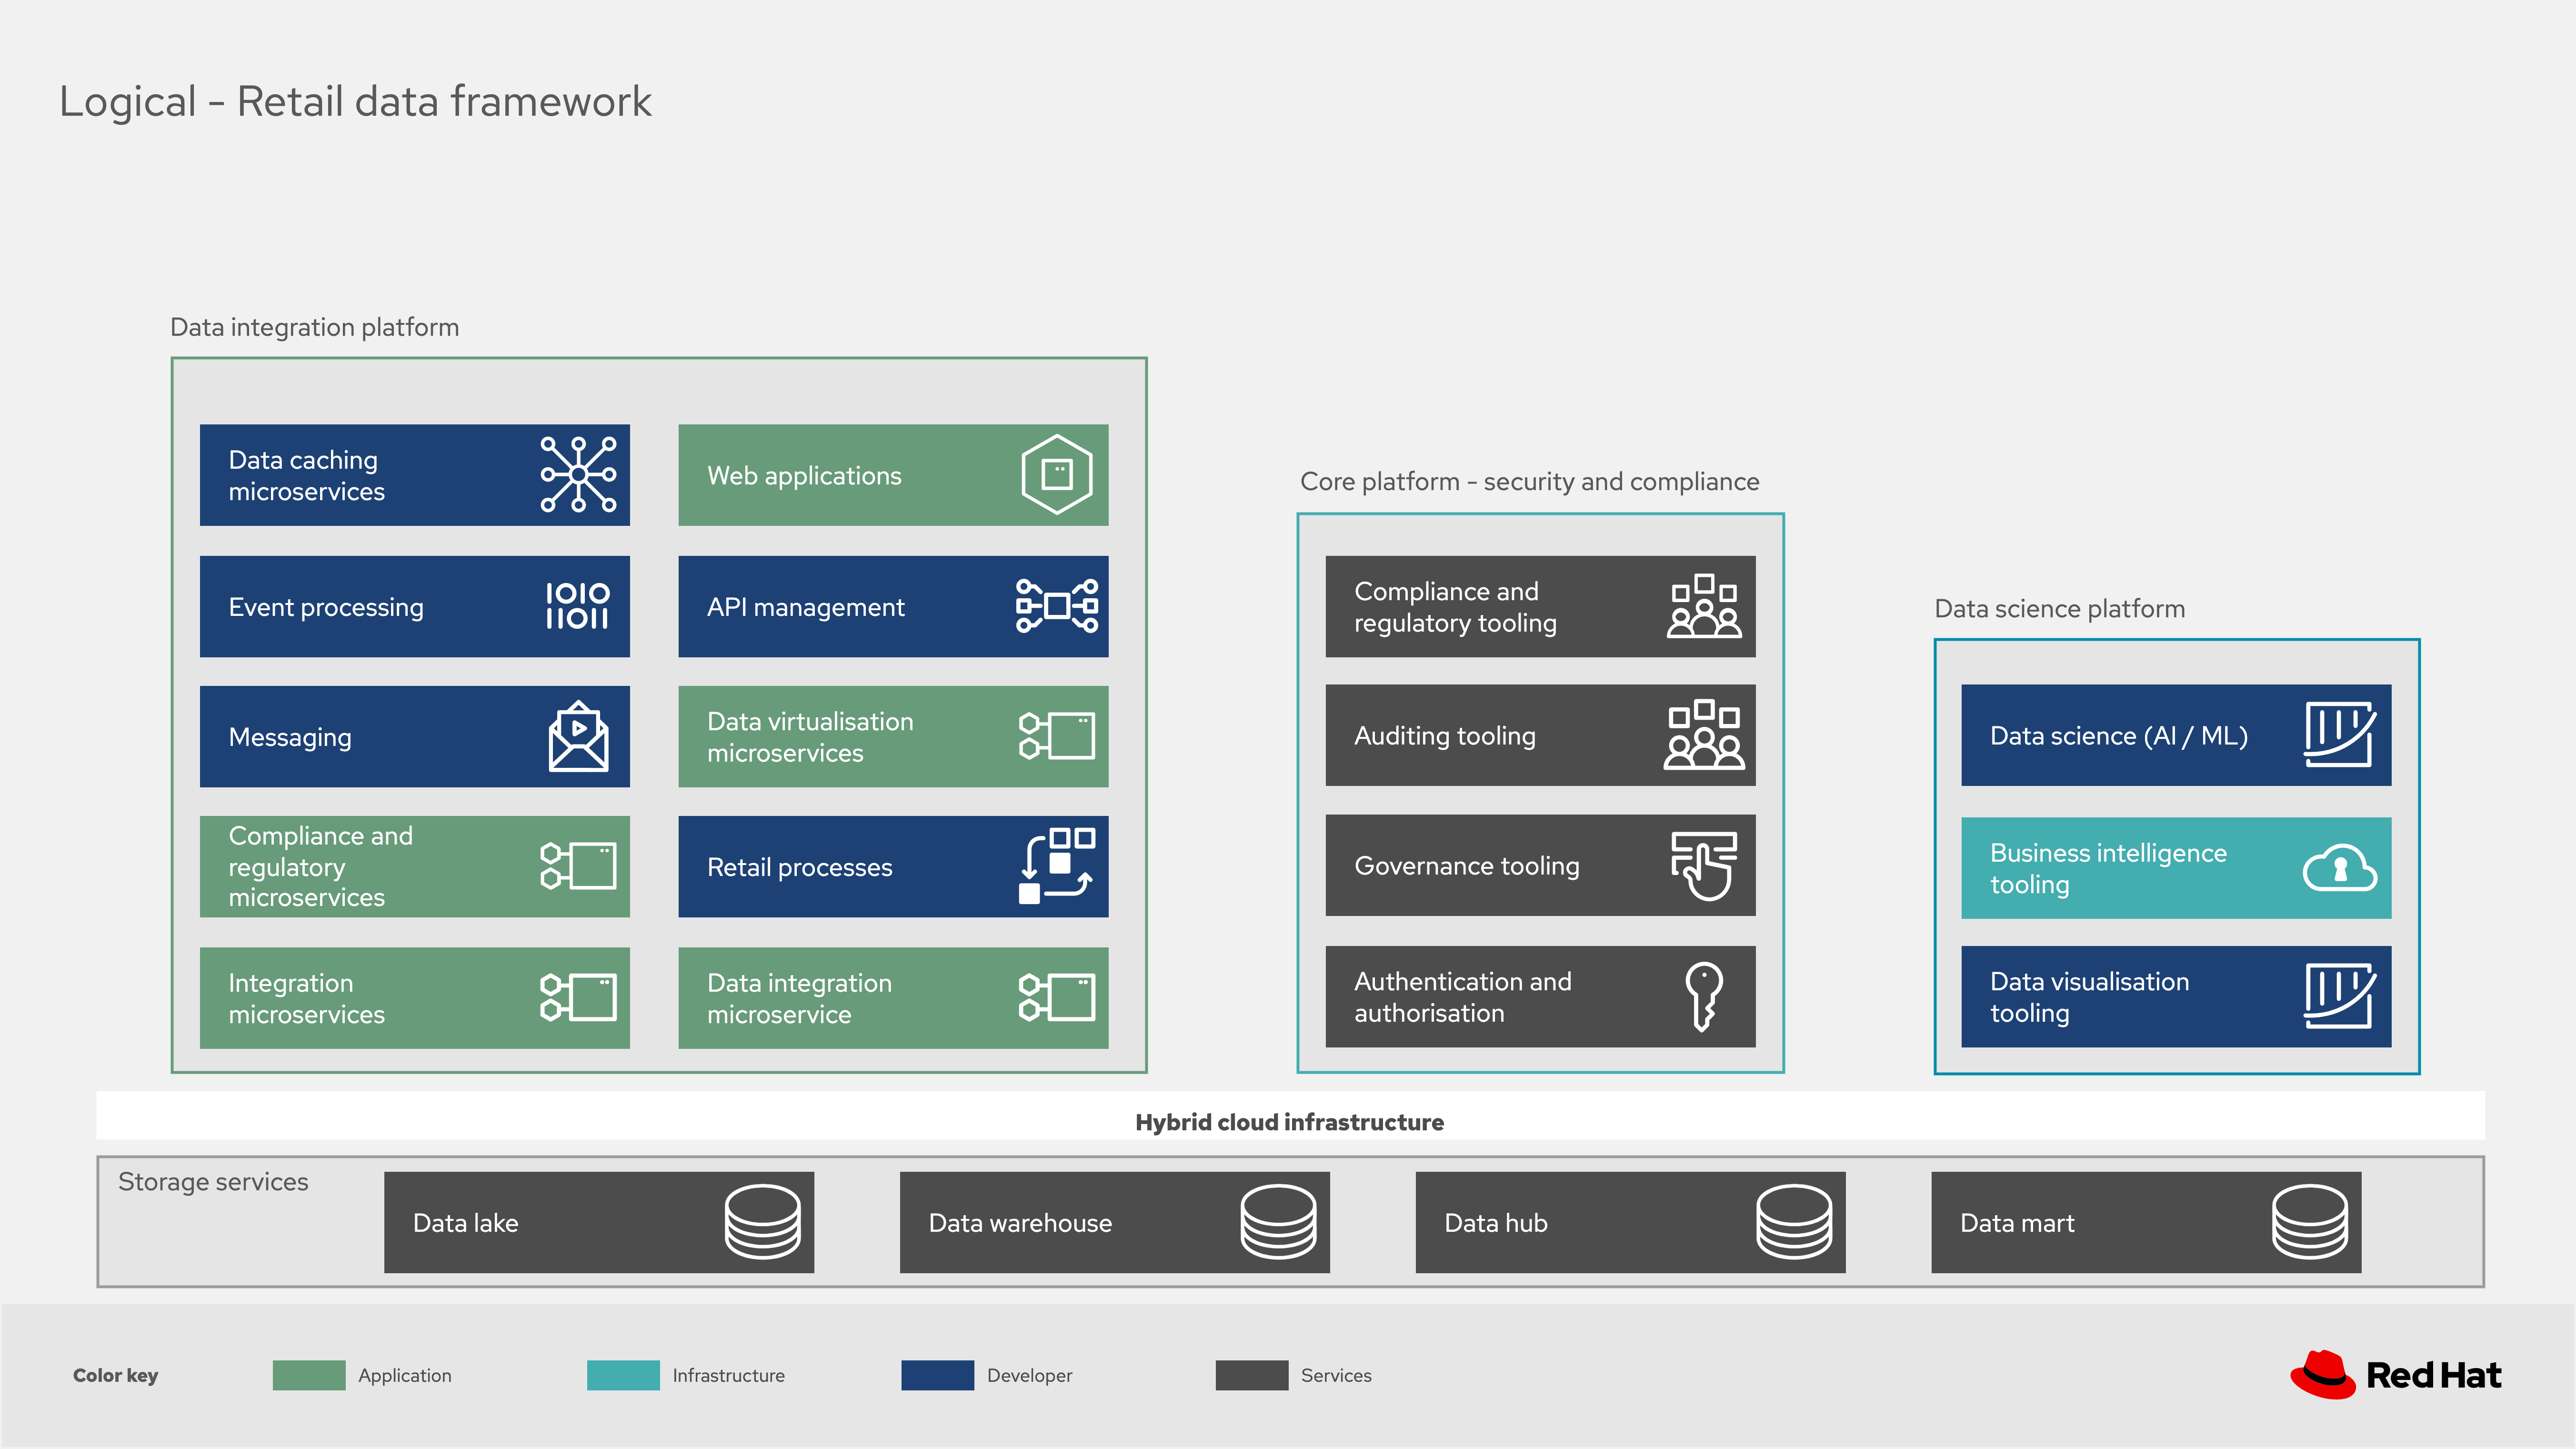 Logical - Retail data framework
Data integration platform
Data caching
microservices
Web applications
Event processing
API management
Messaging
Data virtualisation
microservices
Compliance and
regulatory
microservices
Retail processes
Integration
microservices
Data integration
microservice
Core platform - security and compliance
Compliance and
regulatory tooling
Auditing tooling
Governance tooling
Authentication and
authorisation
Data science platform
Data science (AI / ML)
Business intelligence
tooling
Data visualisation
tooling
Hybrid cloud infrastructure
Storage services
Data lake
Data warehouse
Data hub
Data mart
Color key
Application
Infrastructure
Developer
Services
Red Hat